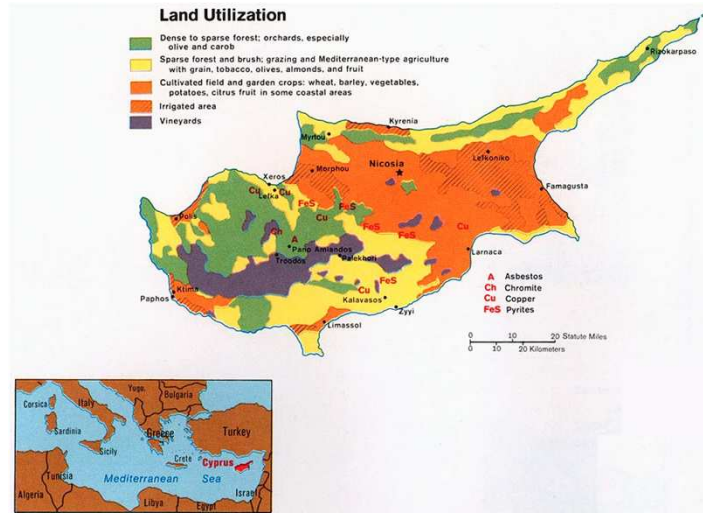 Land Utilization
Dense to sparse forest; orchards, especially
olive and carob
Sparse forest and brush; grazing and Mediterranean-type agriculture
with grain, tobacco, olives, almonds, and fruit
Cultivated field and garden crops: wheat, barley, vegetables,
potatoes, citrus fruit in some coastal areas
Irrigated area
Vineyards
Rizokarpaso
Kyrenia
Myrtou
Nicosia
Lefkoniko
Morphou
Xeros
Cu
Cu
Lefka
Famagusta
FeS
FeS
Polis
Cu
FeS
FeS
Cu
Ch
A
Pano Amiandos
Troodos
Palekhori
Larnaca
FeS
Cu
Ktima
Paphos
Kalavasos
Zyyi
Limassol
A Asbestos
Ch Chromite
Cu Copper
FeS Pyrites
0 10 20 Statute Miles
0 10 20 Kilometers
Yugo.
Corsica
Italy
Bulgaria
Sardinia
Greece
Turkey
Sicily
Crete
Cyprus
Tunisia
Mediterranean Sea
Algeria
Libya
Egypt
Israel